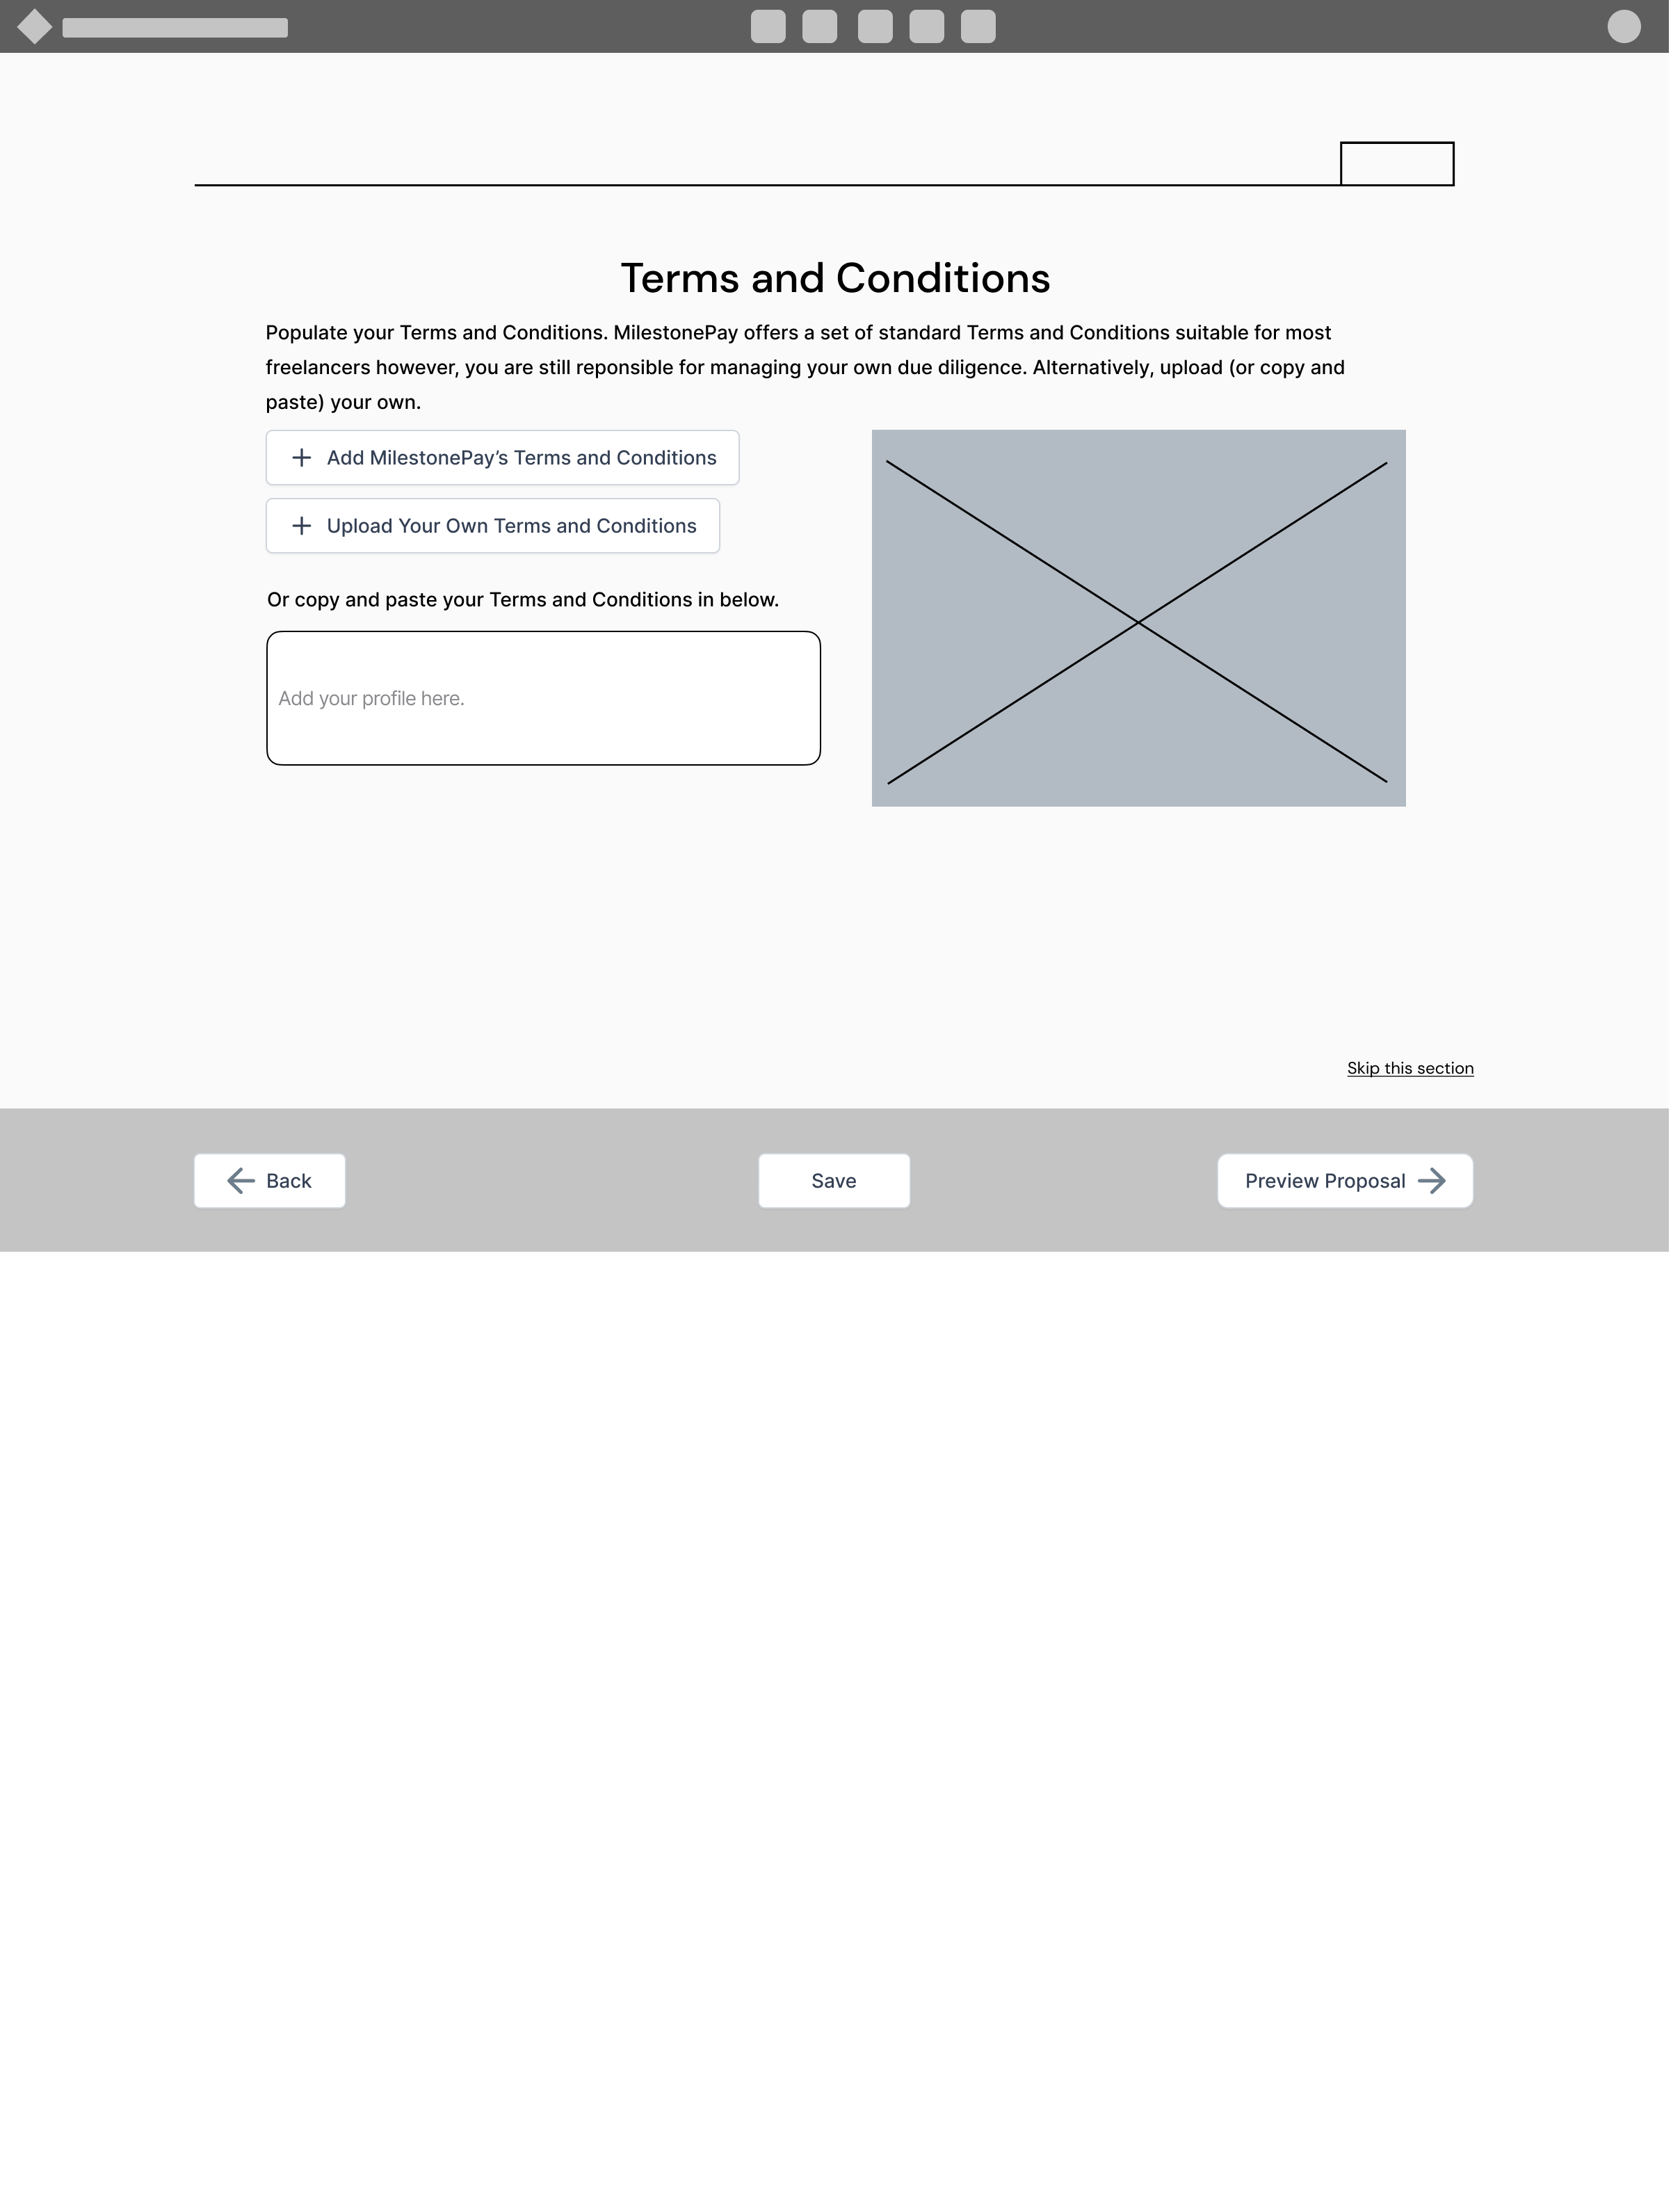 Terms and Conditions
Populate your Terms and Conditions. MilestonePay offers a set of standard Terms and Conditions suitable for most
freelancers however, you are still reponsible for managing your own due diligence. Alternatively, upload (or copy and
paste) your own.
Add MilestonePay’s Terms and Conditions
Upload Your Own Terms and Conditions
Or copy and paste your Terms and Conditions in below.
Add your profile here.
Skip this section
Back
Save
Preview Proposal